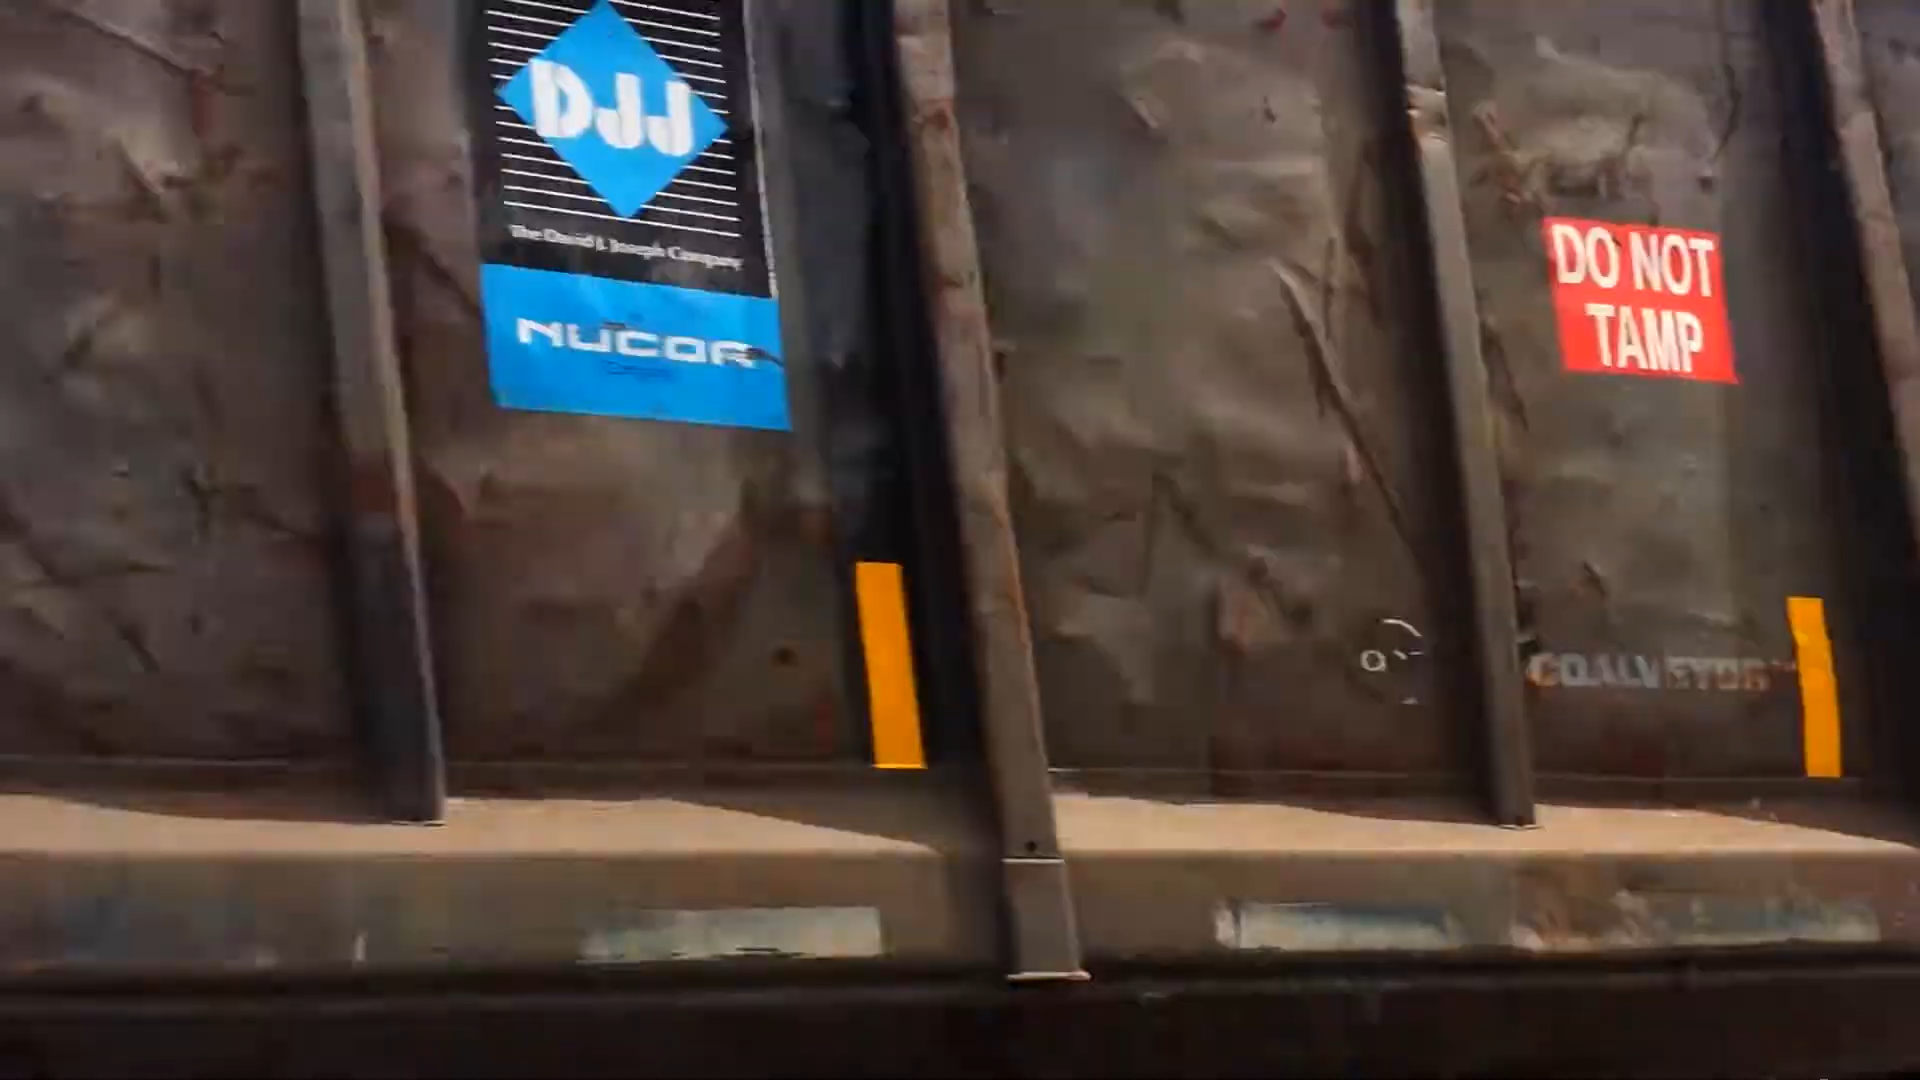 DJJ
The David J. Joseph Company
NUCOR
DO NOT
TAMP
COALVEYOR